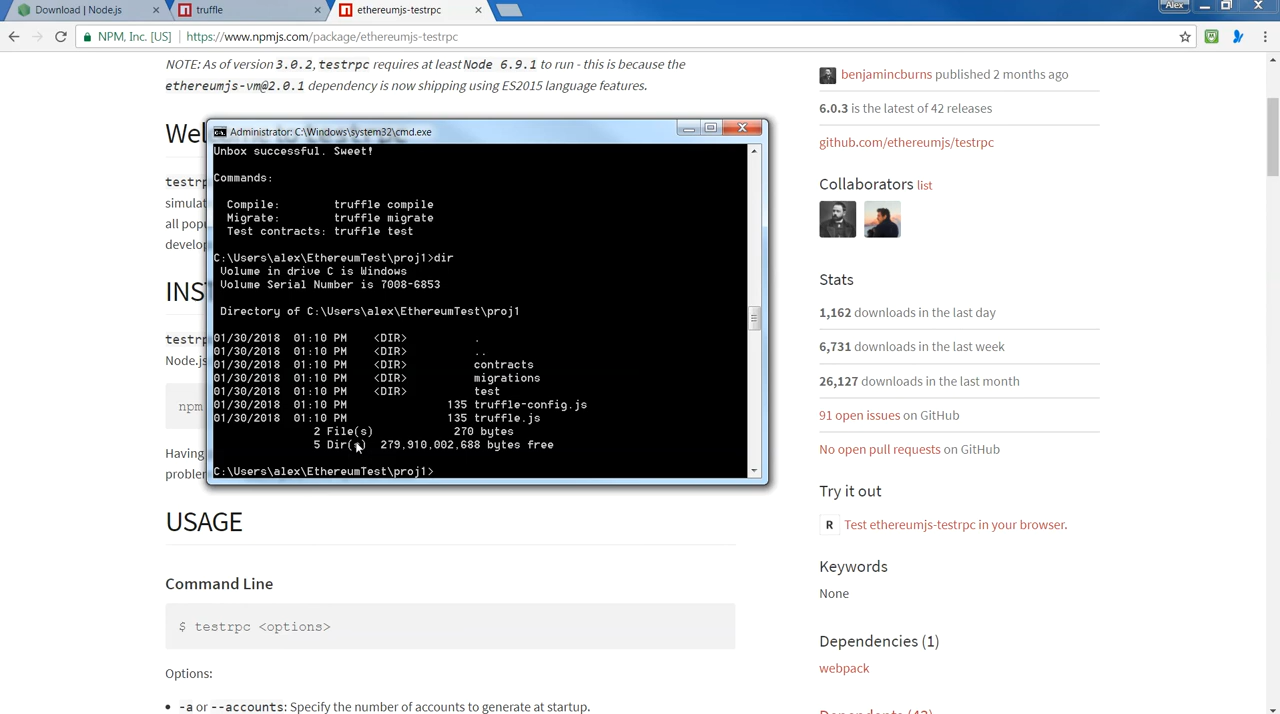 Download | Node.js
truffle
ethereumjs-testrpc
Alex
NPM, Inc. [US]
https://www.npmjs.com/package/ethereumjs-testrpc
NOTE: As of version 3.0.2, testrpc requires at least Node 6.9.1 to run - this is because the
ethereumjs-vm@2.0.1 dependency is now shipping using ES2015 language features.
Administrator: C:\Windows\system32\cmd.exe
Unbox successful. Sweet!
Commands:
Compile: truffle compile
Migrate: truffle migrate
Test contracts: truffle test
C:\Users\alex\EthereumTest\proj1>dir
Volume in drive C is Windows
Volume Serial Number is 7008-6853
Directory of C:\Users\alex\EthereumTest\proj1
01/30/2018 01:10 PM <DIR> .
01/30/2018 01:10 PM <DIR> ..
01/30/2018 01:10 PM <DIR> contracts
01/30/2018 01:10 PM <DIR> migrations
01/30/2018 01:10 PM <DIR> test
01/30/2018 01:10 PM 135 truffle-config.js
01/30/2018 01:10 PM 135 truffle.js
2 File(s) 270 bytes
5 Dir(s) 279,910,002,688 bytes free
C:\Users\alex\EthereumTest\proj1>
testrp
simulat
all pop
develo
INS
testrp
Node.js
npm
Having
probler
USAGE
Command Line
$ testrpc <options>
Options:
• -a or --accounts: Specify the number of accounts to generate at startup.
benjamincburns published 2 months ago
6.0.3 is the latest of 42 releases
github.com/ethereumjs/testrpc
Collaborators list
Stats
1,162 downloads in the last day
6,731 downloads in the last week
26,127 downloads in the last month
91 open issues on GitHub
No open pull requests on GitHub
Try it out
R Test ethereumjs-testrpc in your browser.
Keywords
None
Dependencies (1)
webpack